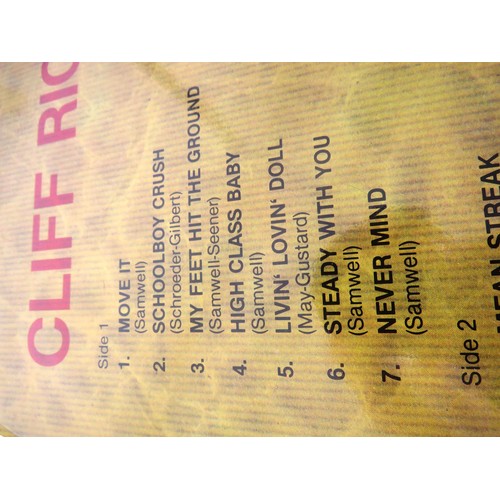 CLIFF RIC
Side 1
1. MOVE IT
(Samwell)
2. SCHOOLBOY CRUSH
(Schroeder-Gilbert)
3. MY FEET HIT THE GROUND
(Samwell-Seener)
4. HIGH CLASS BABY
(Samwell)
5. LIVIN‘ LOVIN‘ DOLL
(May-Gustard)
6. STEADY WITH YOU
(Samwell)
7. NEVER MIND
(Samwell)
Side 2
MEAN STREAK